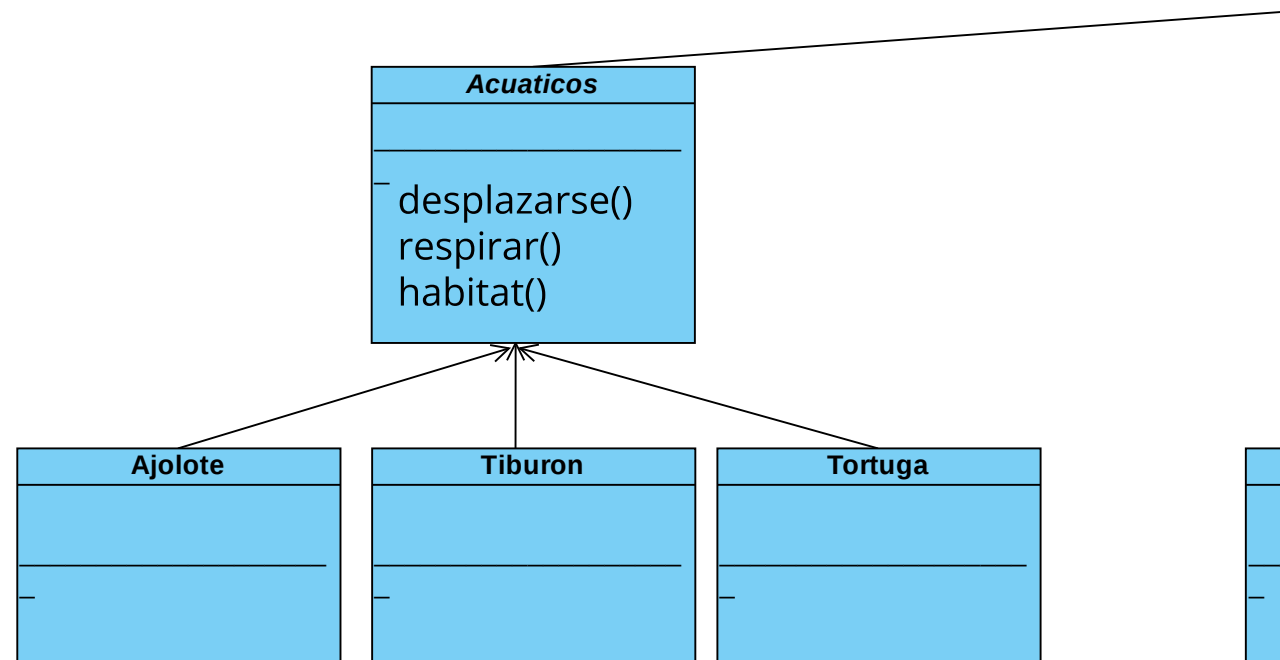 Acuaticos
desplazarse()
respirar()
habitat()
Ajolote
Tiburon
Tortuga